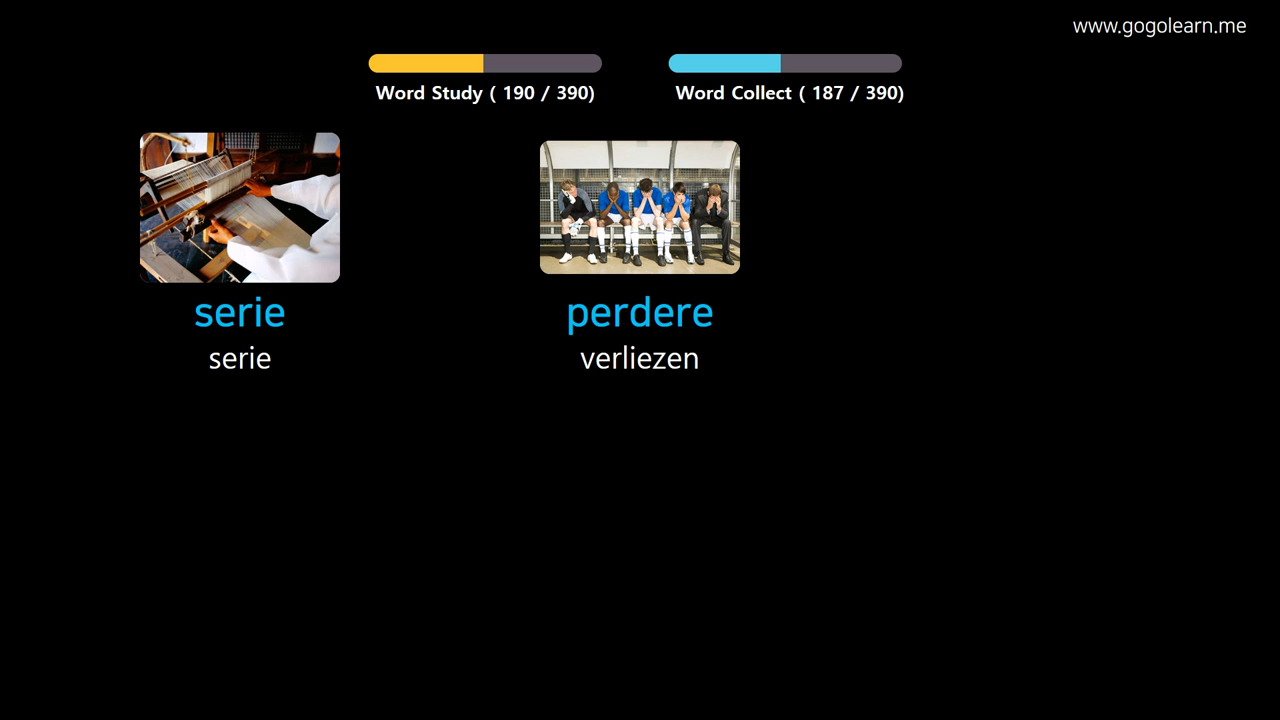 www.gogolearn.me
Word Study ( 190 / 390)
Word Collect ( 187 / 390)
serie
serie
perdere
verliezen